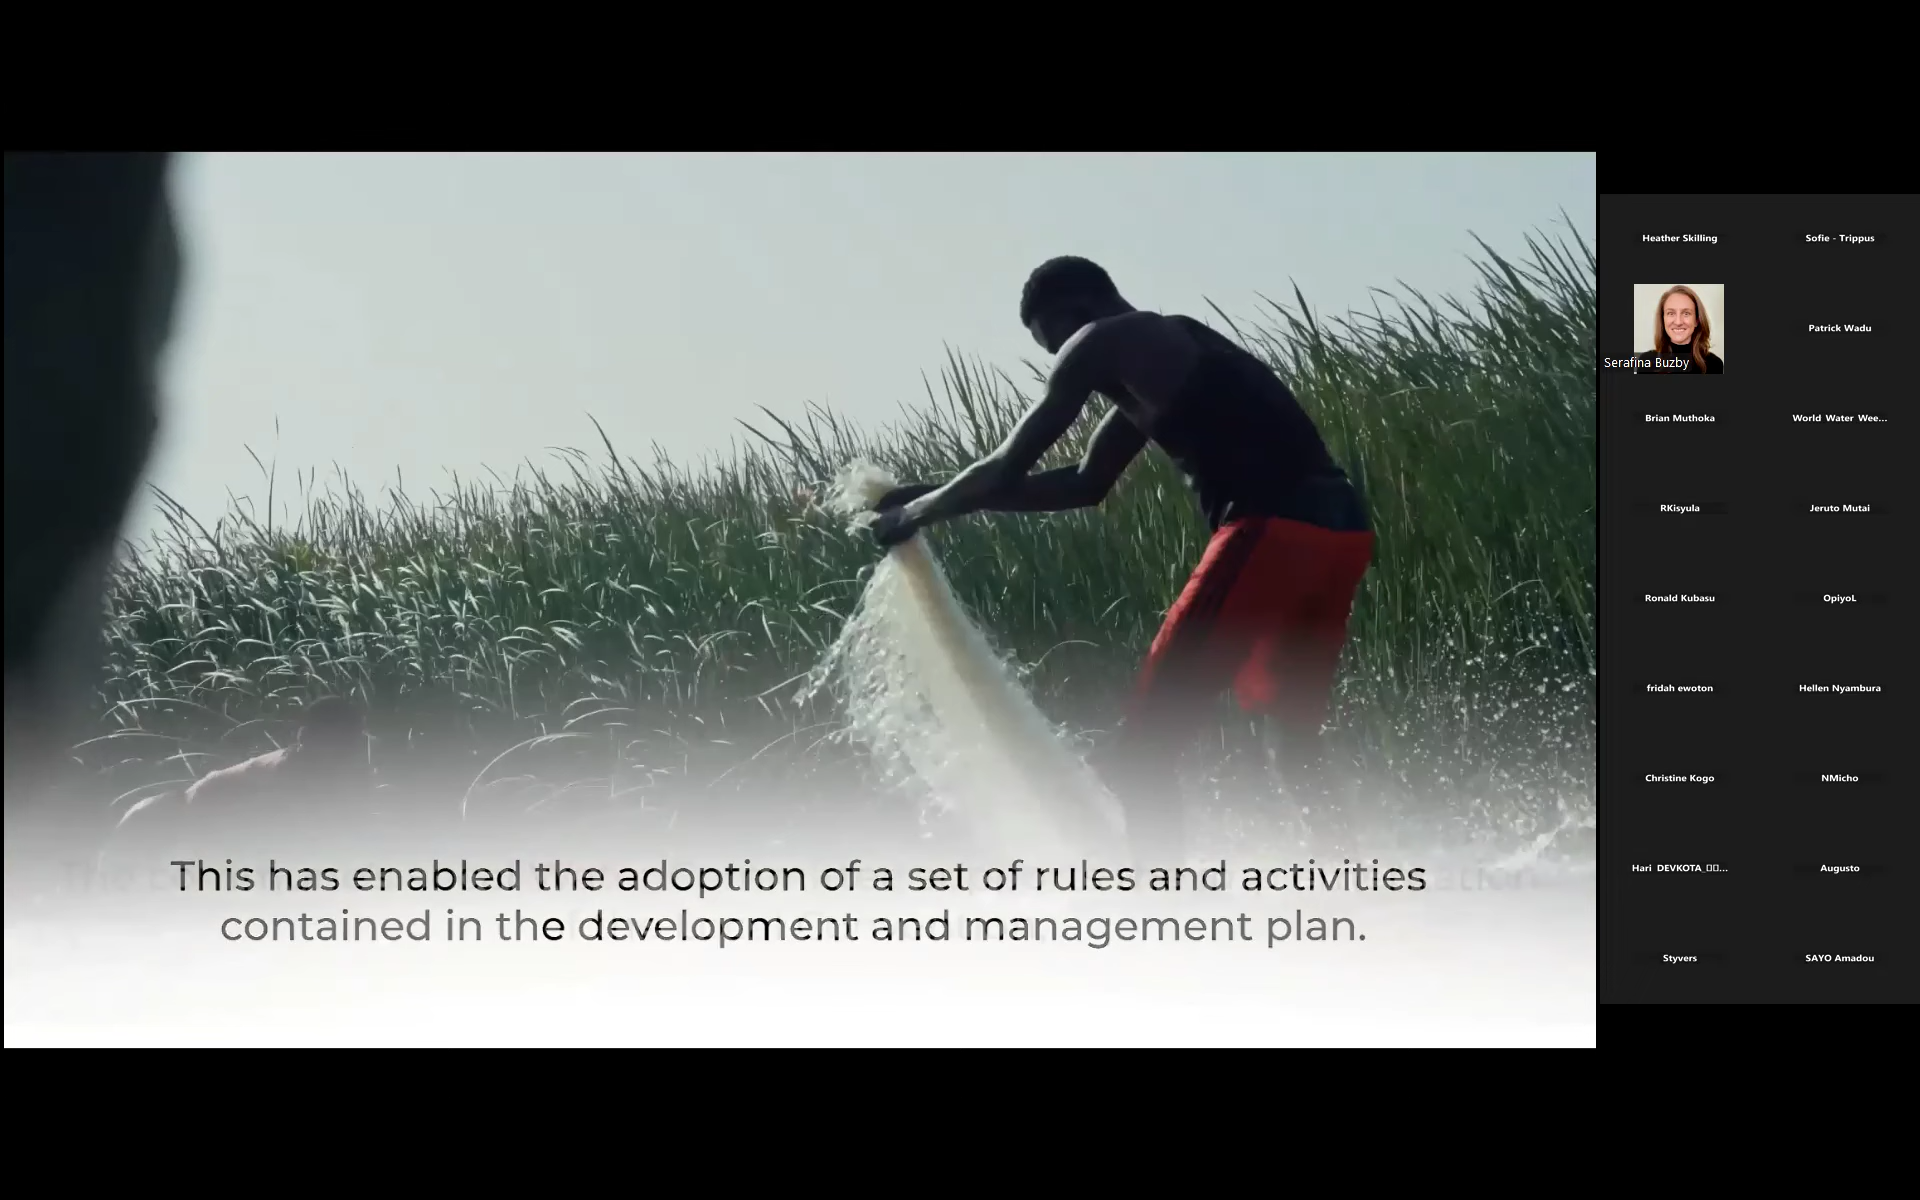 This has enabled the adoption of a set of rules and activities
contained in the development and management plan.
Heather Skilling
Sofie - Trippus
Serafina Buzby
Patrick Wadu
Brian Muthoka
World Water Wee...
RKisyula
Jeruto Mutai
Ronald Kubasu
OpiyoL
fridah ewoton
Hellen Nyambura
Christine Kogo
NMicho
Hari DEVKOTA_▯▯...
Augusto
Styvers
SAYO Amadou